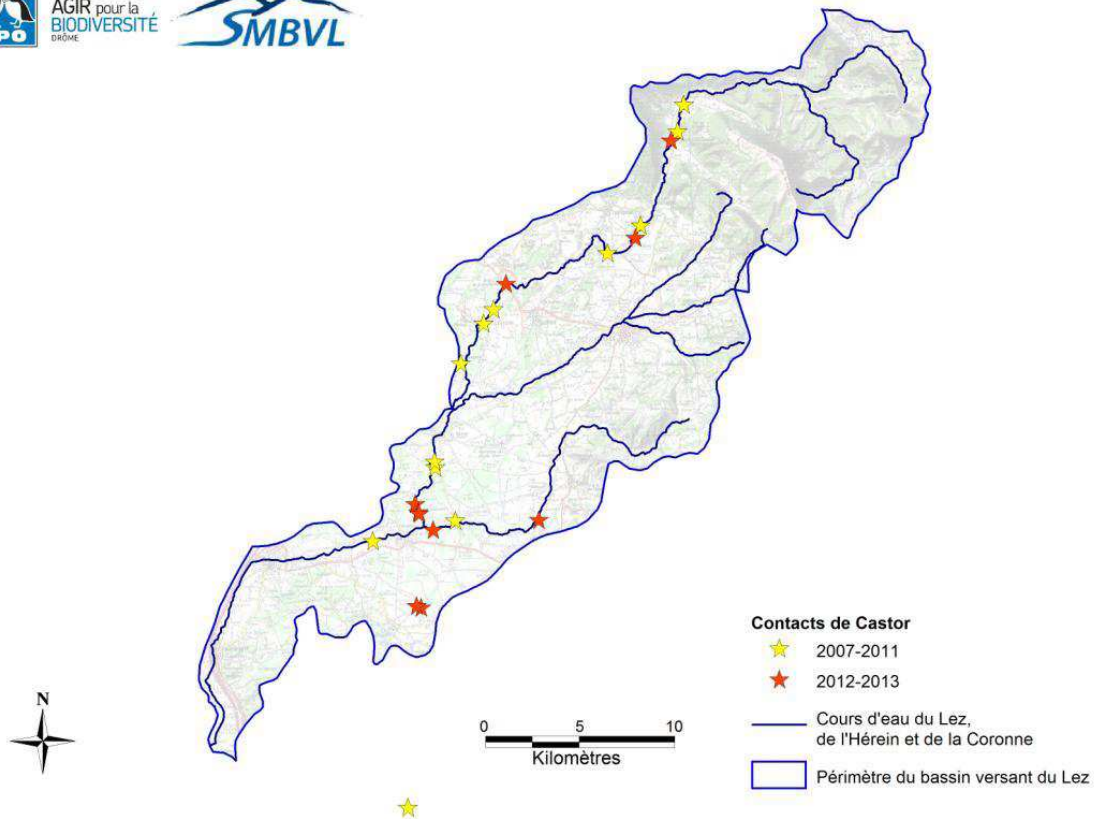 AGIR pour la
BIODIVERSITÉ
DRÔME
SMBVL
Contacts de Castor
2007-2011
2012-2013
Cours d'eau du Lez,
de l'Hérein et de la Coronne
Périmètre du bassin versant du Lez
N
0 5 10
Kilomètres